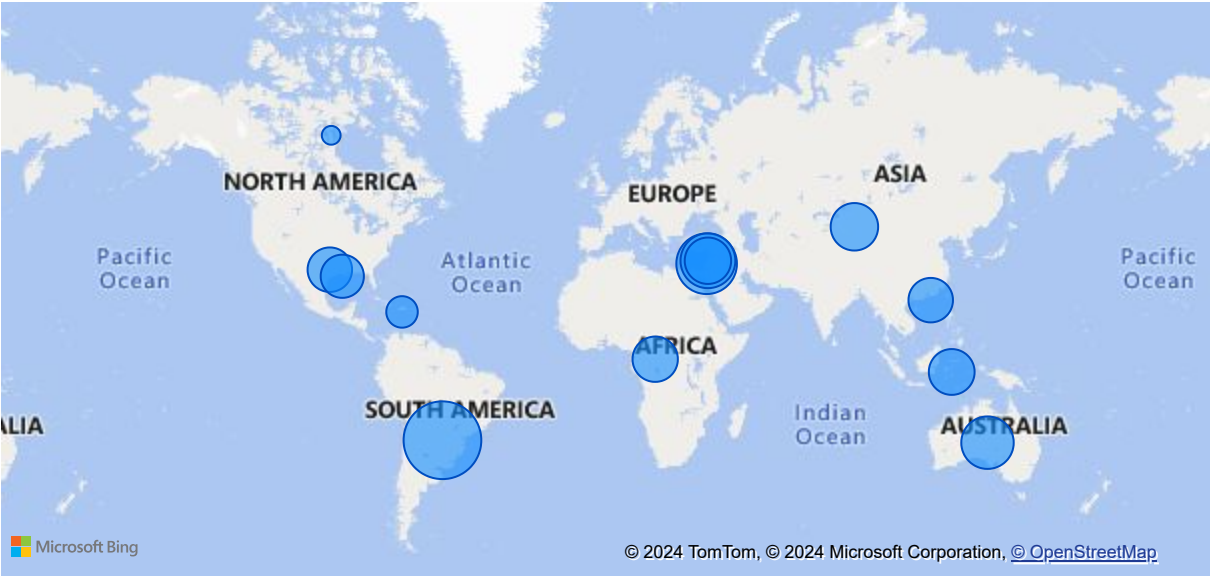 NORTH AMERICA
ASIA
EUROPE
Pacific
Ocean
Atlantic
Ocean
Pacific
Ocean
AFRICA
SOUTH AMERICA
Indian
Ocean
ALIA
AUSTRALIA
Microsoft Bing
© 2024 TomTom, © 2024 Microsoft Corporation, © OpenStreetMap